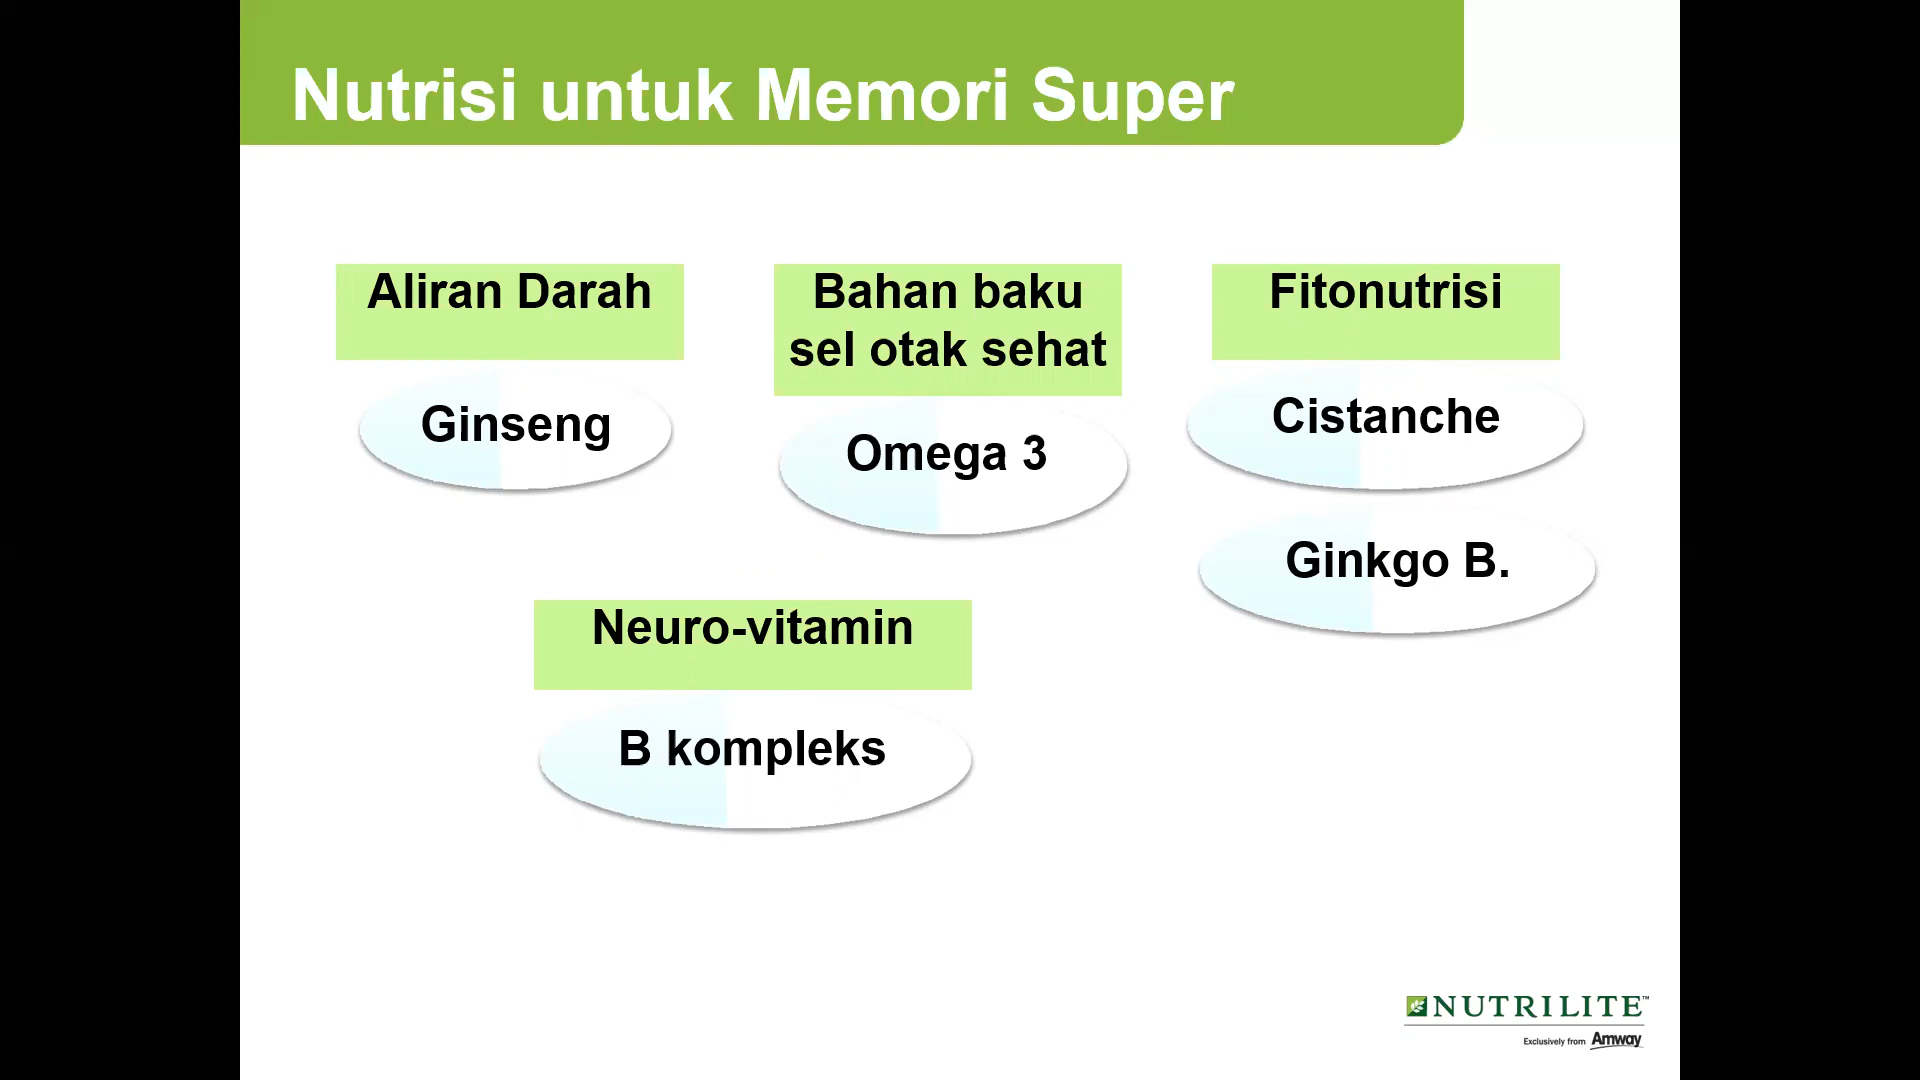 Nutrisi untuk Memori Super
Aliran Darah
Ginseng
Bahan baku
sel otak sehat
Omega 3
Fitonutrisi
Cistanche
Ginkgo B.
Neuro-vitamin
B kompleks
NUTRILITE™
Exclusively from Amway